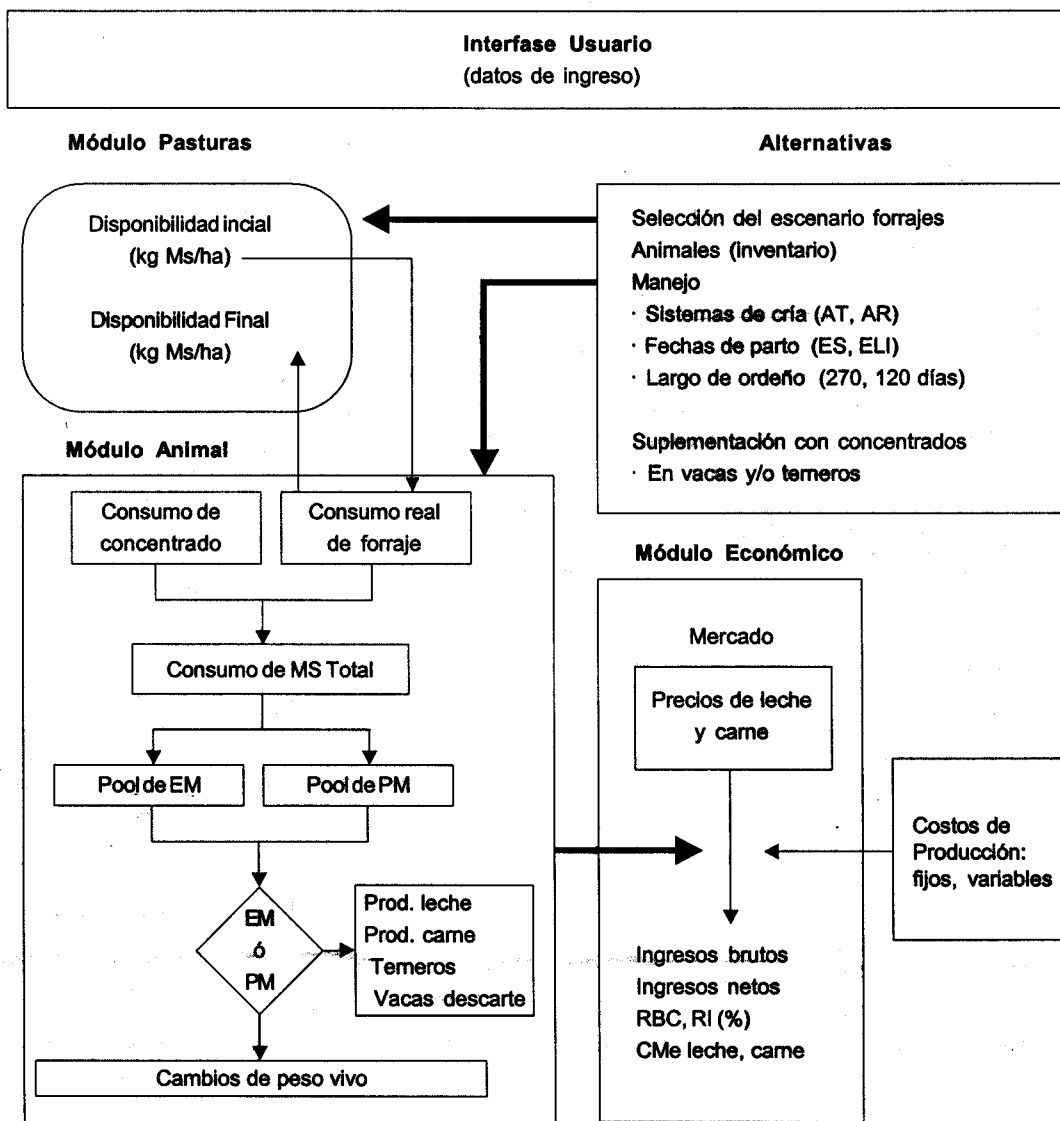 Interfase Usuario
(datos de ingreso)
Módulo Pasturas
Disponibilidad incial
(kg Ms/ha)
Disponibilidad Final
(kg Ms/ha)
Alternativas
Selección del escenario forrajes
Animales (inventario)
Manejo
· Sistemas de cría (AT, AR)
· Fechas de parto (ES, ELI)
· Largo de ordeño (270, 120 días)
Suplementación con concentrados
· En vacas y/o terneros
Módulo Animal
Consumo de
concentrado
Consumo real
de forraje
Consumo de MS Total
Pool de EM
Pool de PM
EM
ó
PM
Prod. leche
Prod. carne
Terneros
Vacas descarte
Cambios de peso vivo
Módulo Económico
Mercado
Precios de leche
y carne
Ingresos brutos
Ingresos netos
RBC, RI (%)
CMe leche, carne
Costos de
Producción:
fijos, variables